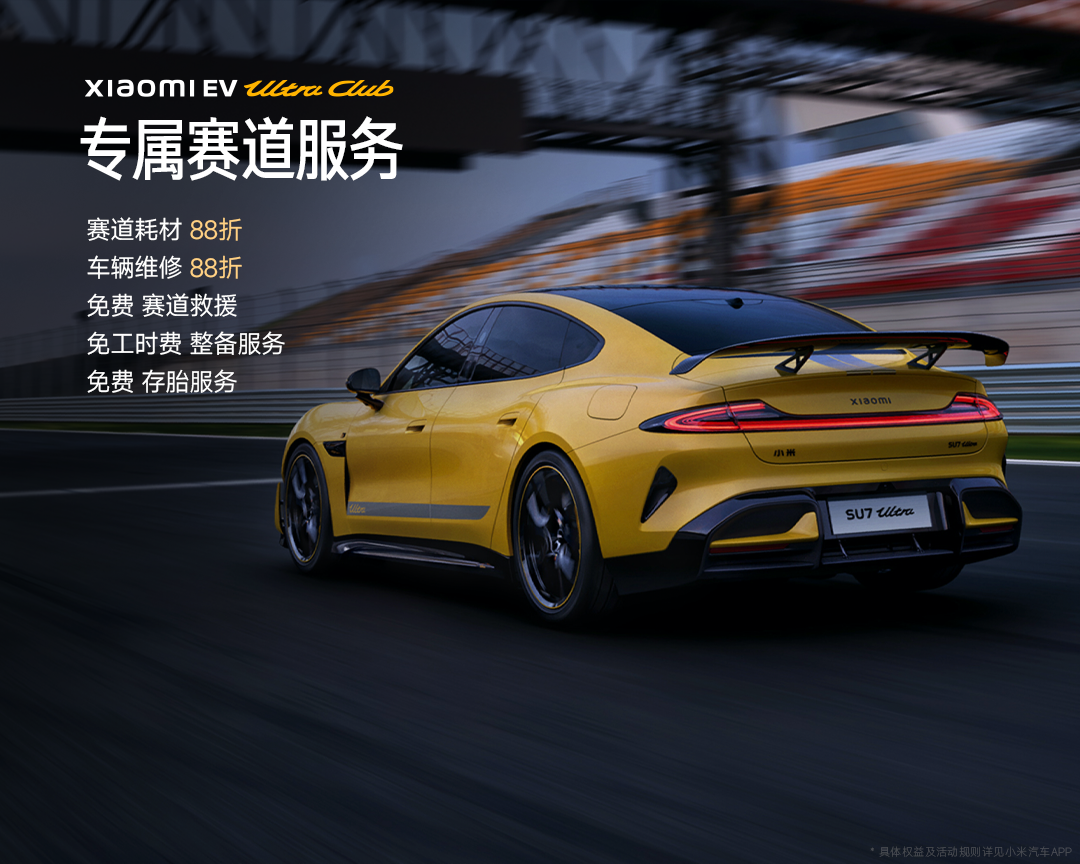 XIAOMI EV Ultra Club
专属赛道服务
赛道耗材 88折
车辆维修 88折
免费 赛道救援
免工时费 整备服务
免费 存胎服务
xiaomi
小米
SU7 Ultra
Ultra
SU7 Ultra
* 具体权益及活动规则详见小米汽车APP